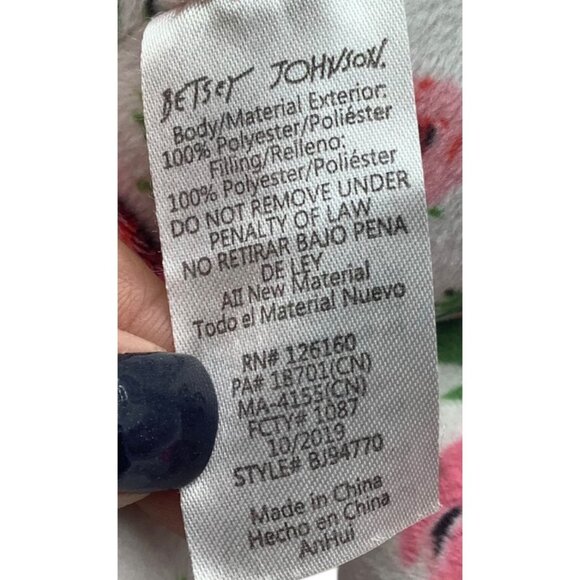 BETSEY JOHNSON.
Body/Material Exterior:
100% Polyester/Poliéster
Filling/Relleno:
100% Polyester/Poliéster
DO NOT REMOVE UNDER
PENALTY OF LAW
NO RETIRAR BAJO PENA
DE LEY
All New Material
Todo el Material Nuevo
RN# 126160
PA# 18701(CN)
MA-4155(CN)
FCTY# 1087
10/2019
STYLE# BJ94770
Made in China
Hecho en China
AnHui